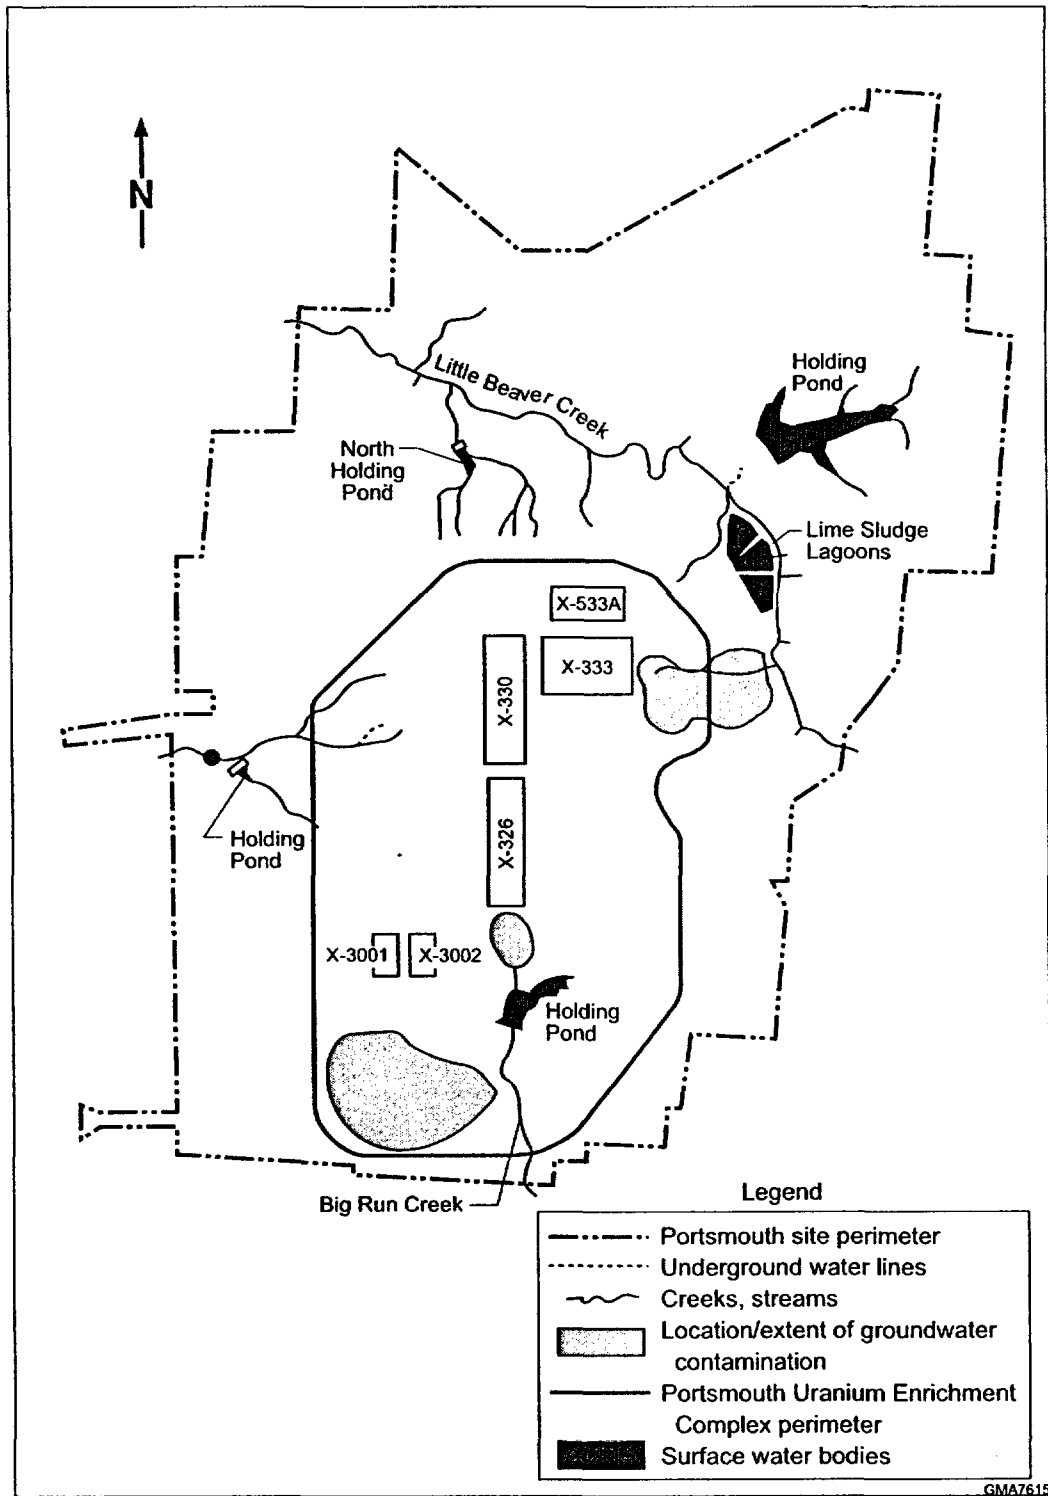 N
Holding
Pond
Little Beaver Creek
North
Holding
Pond
Lime Sludge
Lagoons
X-533A
X-333
X-330
X-326
Holding
Pond
X-3001
X-3002
Holding
Pond
Big Run Creek
Legend
Portsmouth site perimeter
Underground water lines
Creeks, streams
Location/extent of groundwater
contamination
Portsmouth Uranium Enrichment
Complex perimeter
Surface water bodies
GMA7615